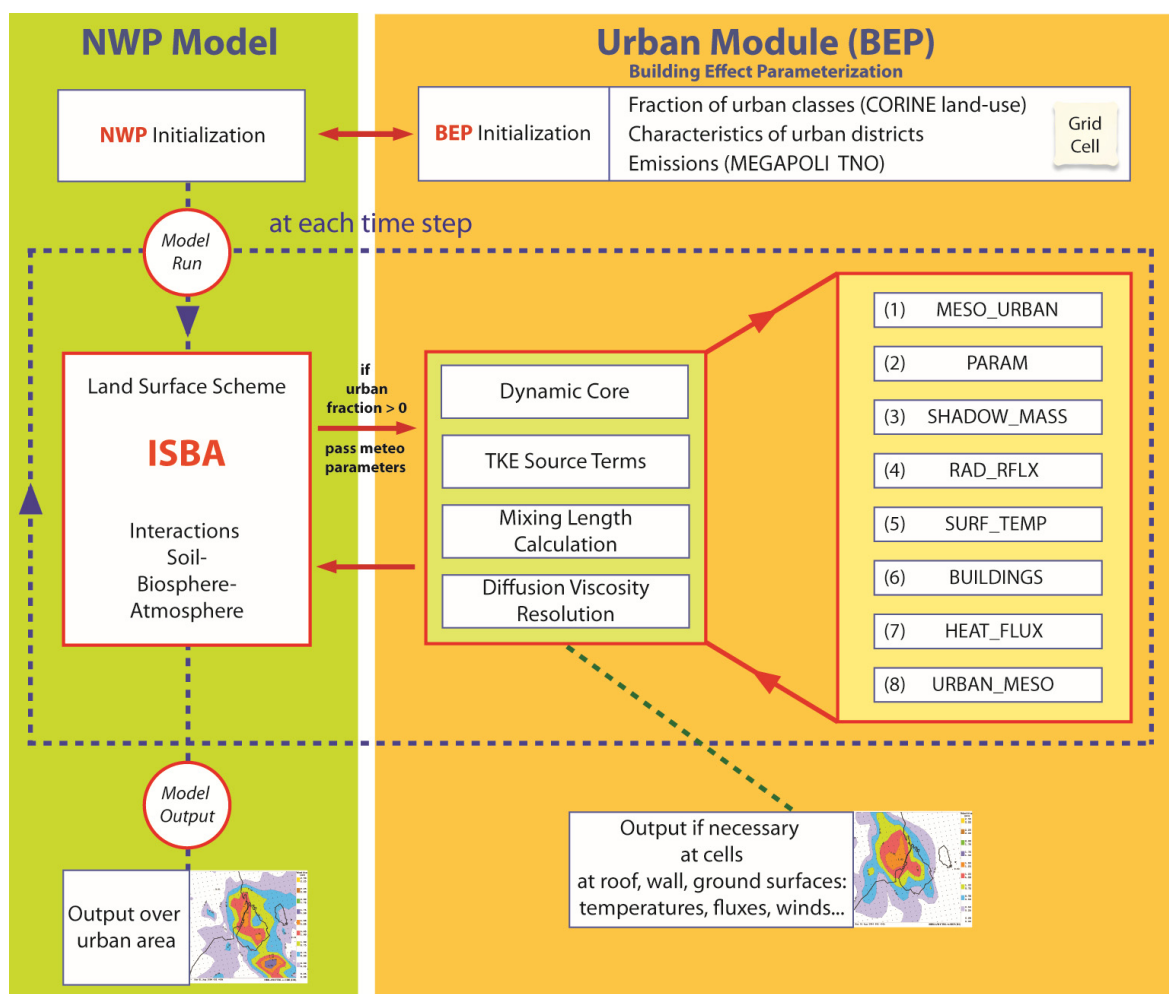 NWP Model
Urban Module (BEP)
Building Effect Parameterization
NWP Initialization
BEP Initialization
Fraction of urban classes (CORINE land-use)
Characteristics of urban districts
Emissions (MEGAPOLI TNO)
Grid
Cell
at each time step
Model
Run
Land Surface Scheme
ISBA
Interactions
Soil-
Biosphere-
Atmosphere
if
urban
fraction > 0
pass meteo
parameters
Dynamic Core
TKE Source Terms
Mixing Length
Calculation
Diffusion Viscosity
Resolution
(1) MESO_URBAN
(2) PARAM
(3) SHADOW_MASS
(4) RAD_RFLX
(5) SURF_TEMP
(6) BUILDINGS
(7) HEAT_FLUX
(8) URBAN_MESO
Model
Output
Output over
urban area
Output if necessary
at cells
at roof, wall, ground surfaces:
temperatures, fluxes, winds...